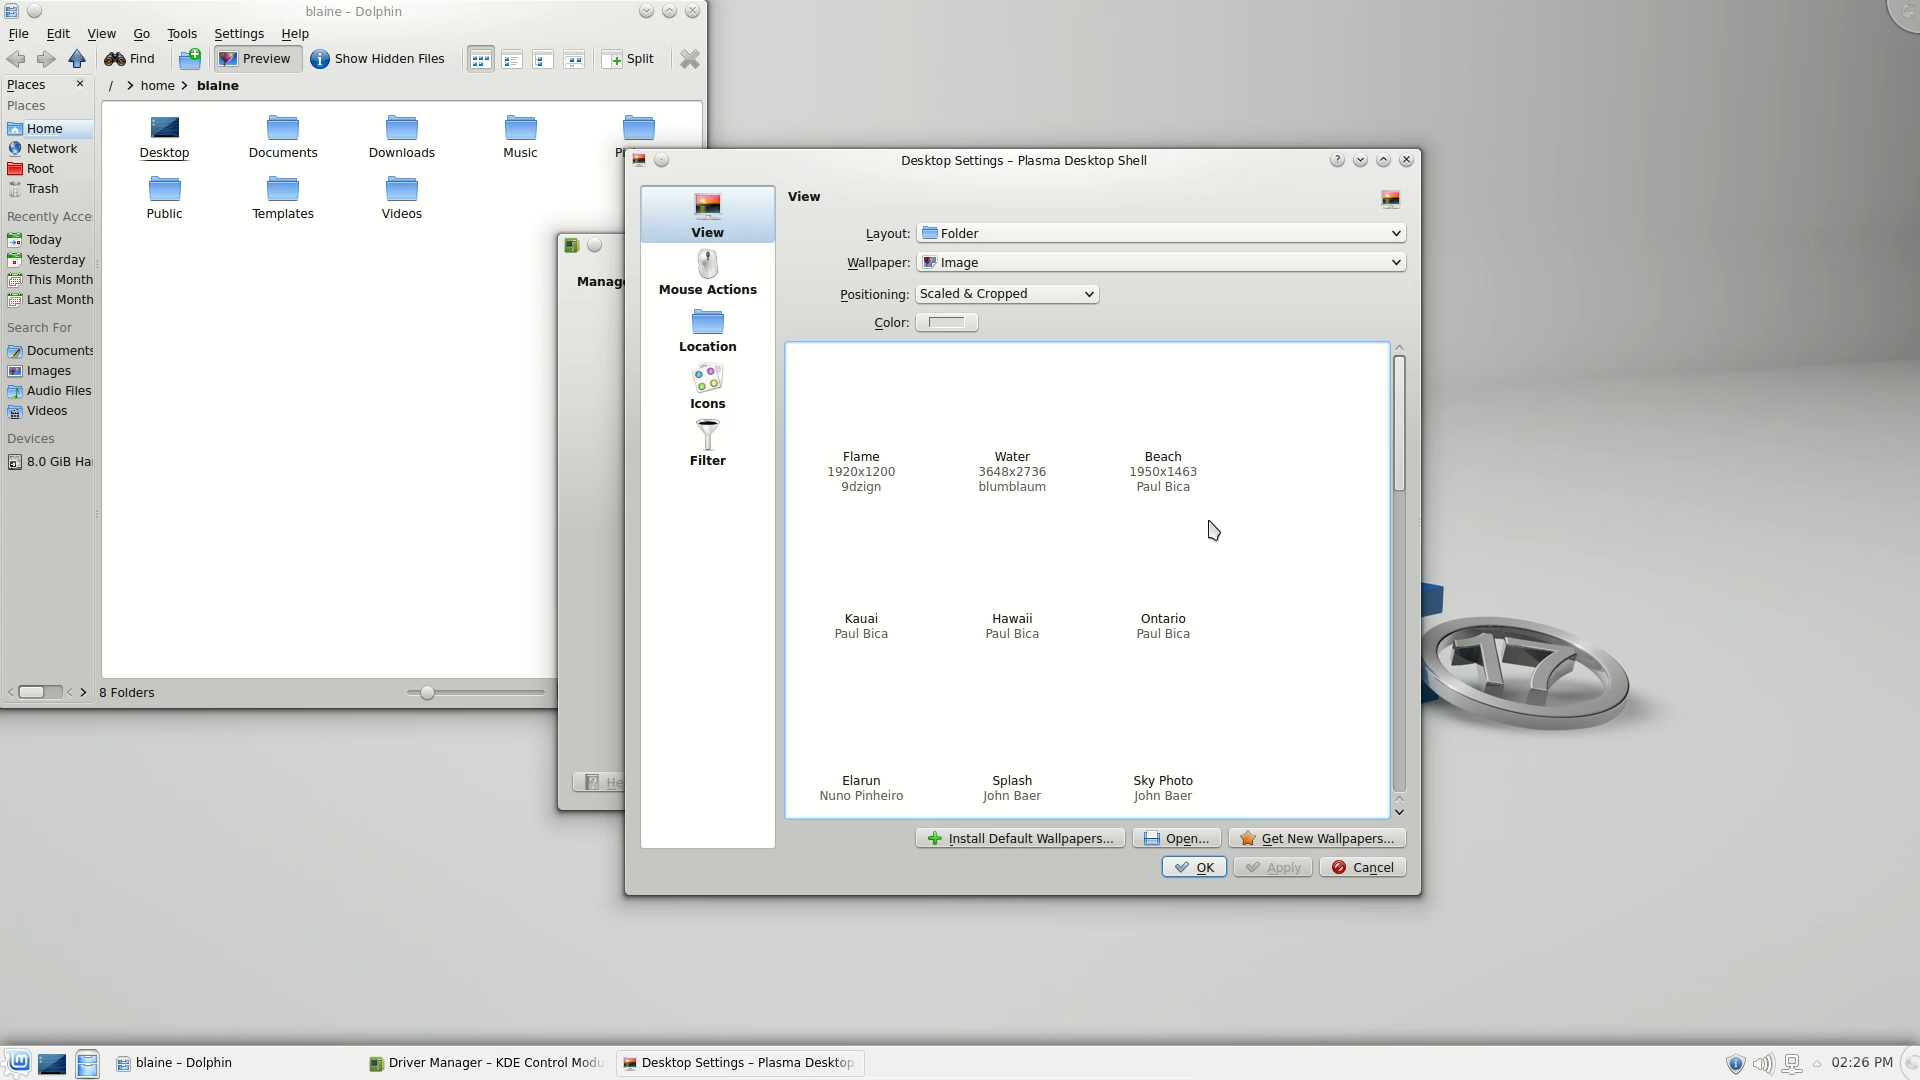 blaine – Dolphin
File Edit View Go Tools Settings Help
Find Preview Show Hidden Files Split
Places
/ > home > blaine
Places
Home
Network
Root
Trash
Recently Acce
Today
Yesterday
This Month
Last Month
Search For
Documents
Images
Audio Files
Videos
Devices
8.0 GiB Ha
Desktop Documents Downloads Music
Public Templates Videos
8 Folders
Manag
Desktop Settings – Plasma Desktop Shell
View
Mouse Actions
Location
Icons
Filter
View
Layout: Folder
Wallpaper: Image
Positioning: Scaled & Cropped
Color:
Flame
1920x1200
9dzign
Water
3648x2736
blumblaum
Beach
1950x1463
Paul Bica
Kauai
Paul Bica
Hawaii
Paul Bica
Ontario
Paul Bica
Elarun
Nuno Pinheiro
Splash
John Baer
Sky Photo
John Baer
Install Default Wallpapers... Open... Get New Wallpapers...
OK Apply Cancel
17
blaine – Dolphin
Driver Manager – KDE Control Modu
Desktop Settings – Plasma Desktop
02:26 PM